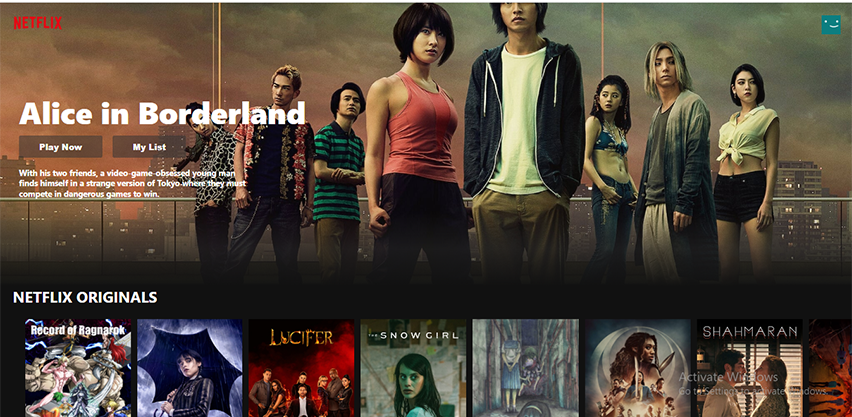 NETFLIX
Alice in Borderland
Play Now
My List
With his two friends, a video-game-obsessed young man
finds himself in a strange version of Tokyo where they must
compete in dangerous games to win.
NETFLIX ORIGINALS
Record of Ragnarok
LUCIFER
THE SNOW GIRL
SHAHMARAN
Activate Windows
Go to Settings to activate Windows.